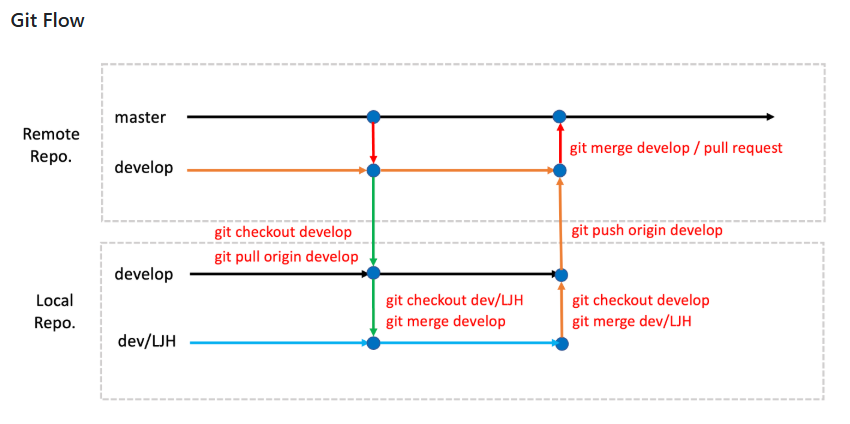 Git Flow
master
Remote
Repo.
git merge develop / pull request
develop
git checkout develop
git push origin develop
git pull origin develop
develop
Local
Repo.
git checkout dev/LJH
git merge develop
git checkout develop
git merge dev/LJH
dev/LJH